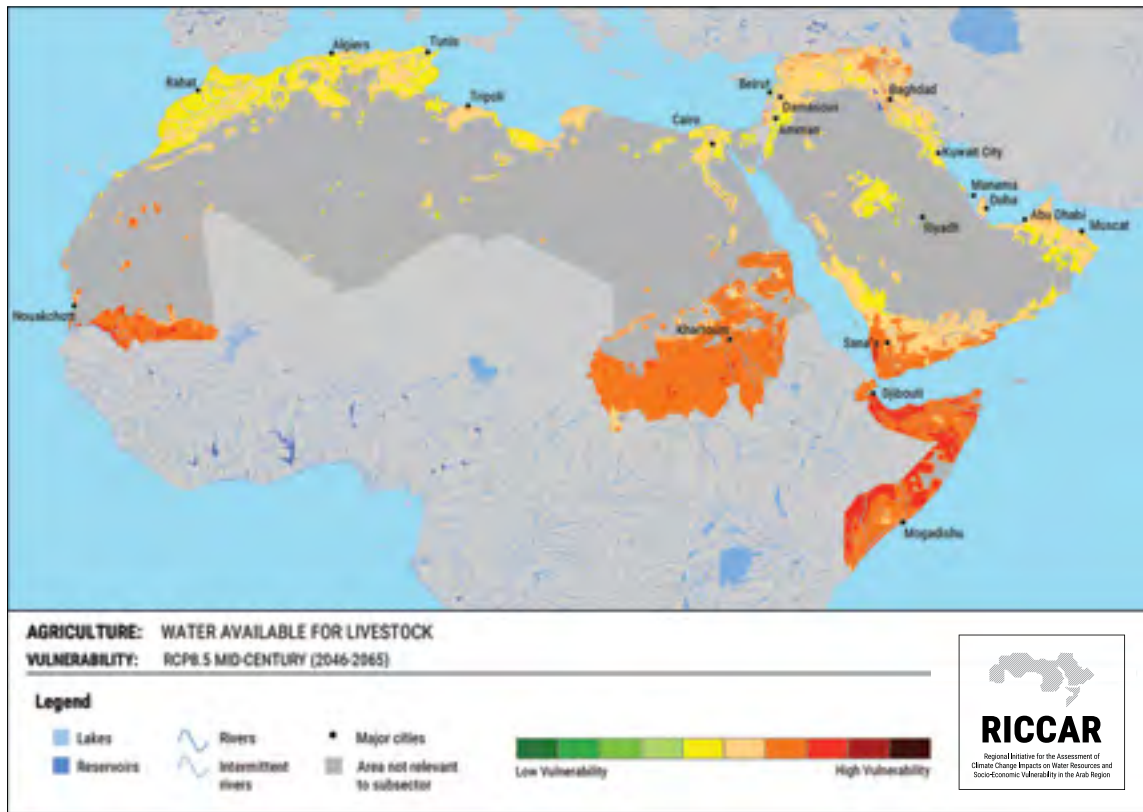 Algiers
Tunis
Rabat
Tripoli
Beirut
Damascus
Baghdad
Amman
Cairo
Kuwait City
Manama
Doha
Abu Dhabi
Muscat
Riyadh
Nouakchott
Khartoum
Sana'a
Djibouti
Mogadishu
AGRICULTURE: WATER AVAILABLE FOR LIVESTOCK
VULNERABILITY: RCP8.5 MID-CENTURY (2046-2065)
Legend
Lakes
Reservoirs
Rivers
Intermittent
rivers
Major cities
Area not relevant
to subsector
Low Vulnerability
High Vulnerability
RICCAR
Regional Initiative for the Assessment of
Climate Change Impacts on Water Resources and
Socio-Economic Vulnerability in the Arab Region